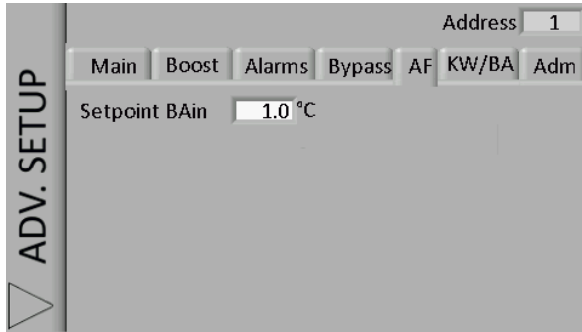 Address 1
Main Boost Alarms Bypass AF KW/BA Adm
Setpoint BAin 1.0 °C
ADV. SETUP